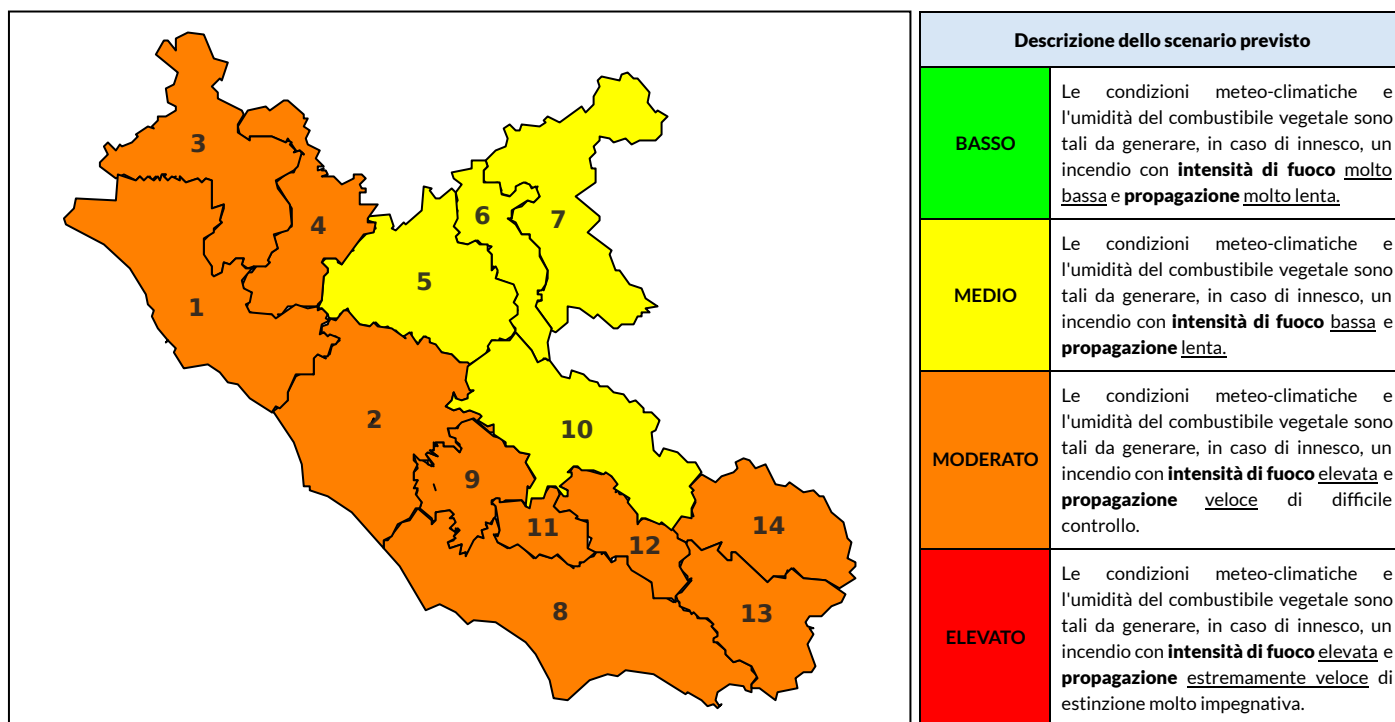 3
4
6
7
5
1
2
10
9
11
12
14
8
13
Descrizione dello scenario previsto
BASSO
Le condizioni meteo-climatiche e
l'umidità del combustibile vegetale sono
tali da generare, in caso di innesco, un
incendio con intensità di fuoco molto
bassa e propagazione molto lenta.
MEDIO
Le condizioni meteo-climatiche e
l'umidità del combustibile vegetale sono
tali da generare, in caso di innesco, un
incendio con intensità di fuoco bassa e
propagazione lenta.
MODERATO
Le condizioni meteo-climatiche e
l'umidità del combustibile vegetale sono
tali da generare, in caso di innesco, un
incendio con intensità di fuoco elevata e
propagazione veloce di difficile
controllo.
ELEVATO
Le condizioni meteo-climatiche e
l'umidità del combustibile vegetale sono
tali da generare, in caso di innesco, un
incendio con intensità di fuoco elevata e
propagazione estremamente veloce di
estinzione molto impegnativa.